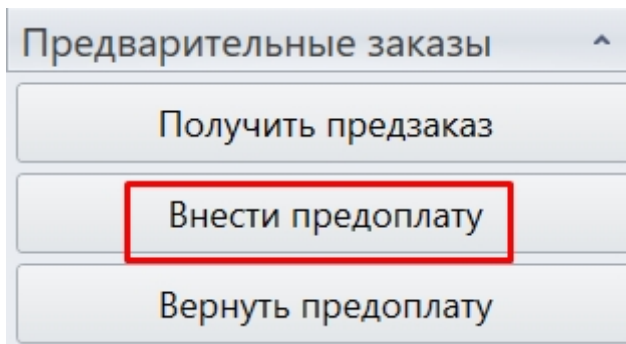 Предварительные заказы
Получить предзаказ
Внести предоплату
Вернуть предоплату